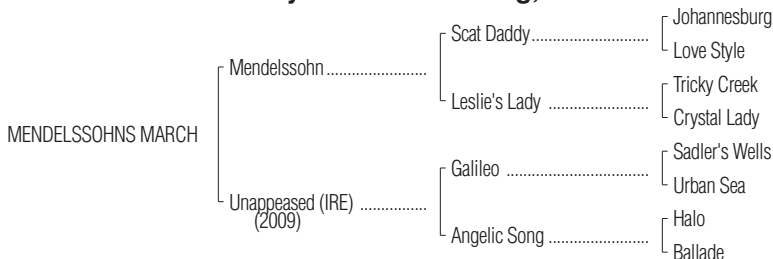 Johannesburg
Scat Daddy
Love Style
Mendelssohn
Tricky Creek
Leslie's Lady
Crystal Lady
MENDELSSOHNS MARCH
Sadler's Wells
Galileo
Urban Sea
Unappeased (IRE)
(2009)
Halo
Angelic Song
Ballade